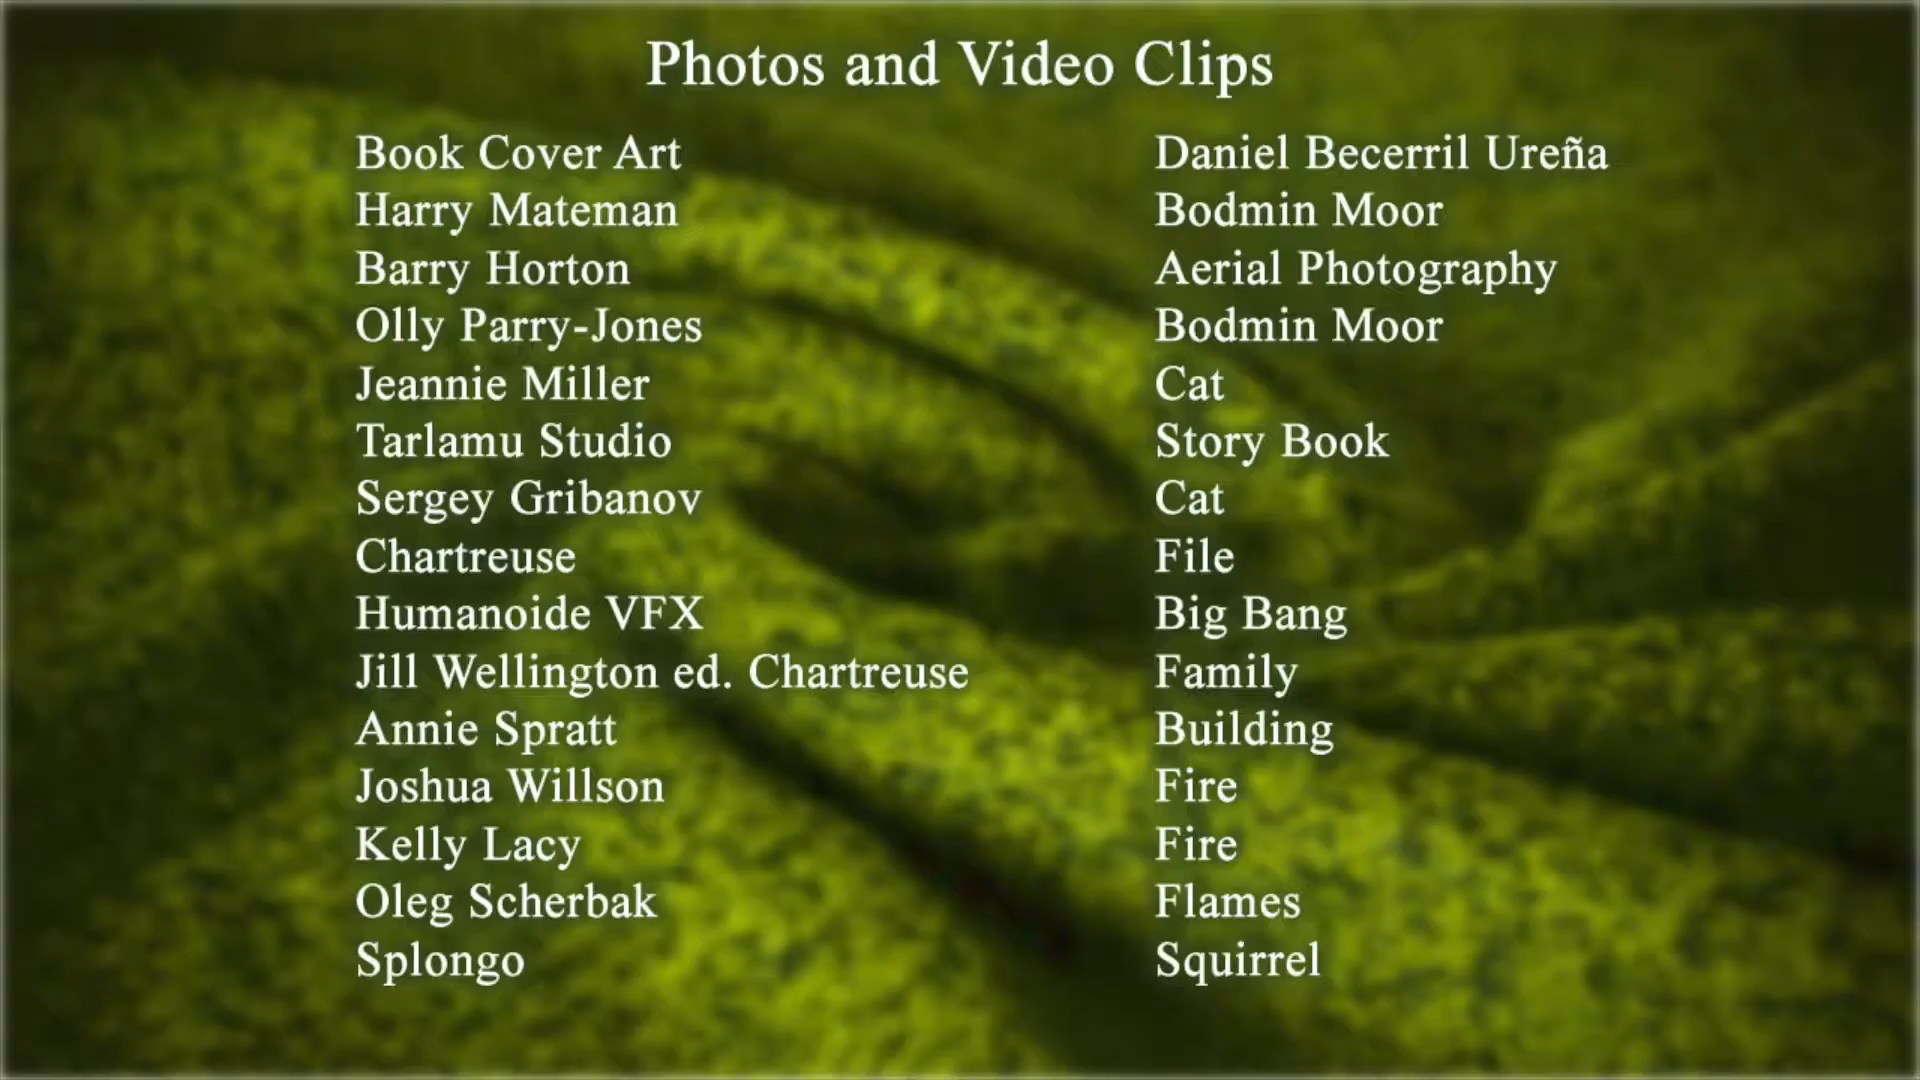 Photos and Video Clips
Book Cover Art Daniel Becerril Ureña
Harry Mateman Bodmin Moor
Barry Horton Aerial Photography
Olly Parry-Jones Bodmin Moor
Jeannie Miller Cat
Tarlamu Studio Story Book
Sergey Gribanov Cat
Chartreuse File
Humanoide VFX Big Bang
Jill Wellington ed. Chartreuse Family
Annie Spratt Building
Joshua Willson Fire
Kelly Lacy Fire
Oleg Scherbak Flames
Splongo Squirrel